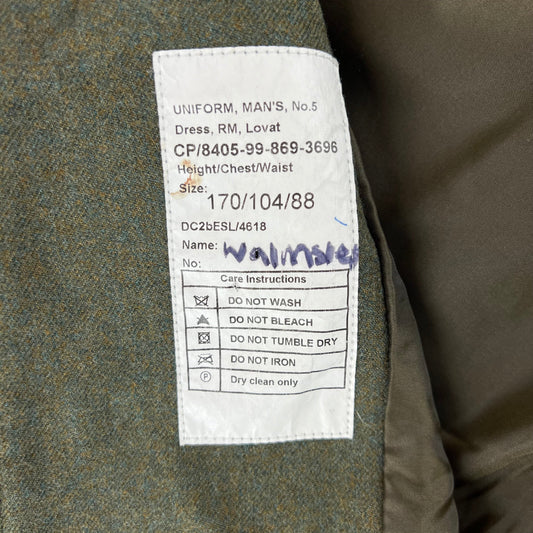 UNIFORM, MAN'S, No.5
Dress, RM, Lovat
CP/8405-99-869-3696
Height/Chest/Waist
Size: 170/104/88
DC2bESL/4618
Name: Walmsley
No:
Care Instructions
DO NOT WASH
DO NOT BLEACH
DO NOT TUMBLE DRY
DO NOT IRON
P Dry clean only